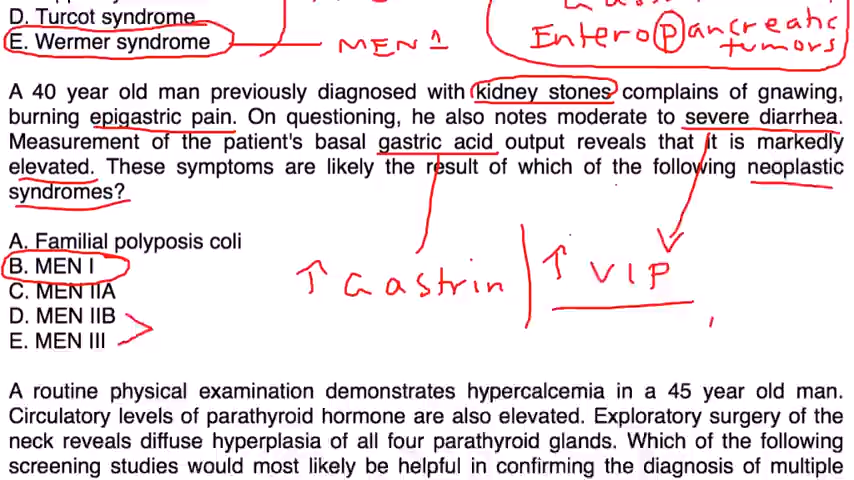 D. Turcot syndrome
E. Wermer syndrome
MEN 1
Entero Pancreatic
tumors
A 40 year old man previously diagnosed with kidney stones complains of gnawing,
burning epigastric pain. On questioning, he also notes moderate to severe diarrhea.
Measurement of the patient's basal gastric acid output reveals that it is markedly
elevated. These symptoms are likely the result of which of the following neoplastic
syndromes?
A. Familial polyposis coli
B. MEN I
C. MEN IIA
D. MEN IIB
E. MEN III
↑ Gastrin
↑ VIP
A routine physical examination demonstrates hypercalcemia in a 45 year old man.
Circulatory levels of parathyroid hormone are also elevated. Exploratory surgery of the
neck reveals diffuse hyperplasia of all four parathyroid glands. Which of the following
screening studies would most likely be helpful in confirming the diagnosis of multiple